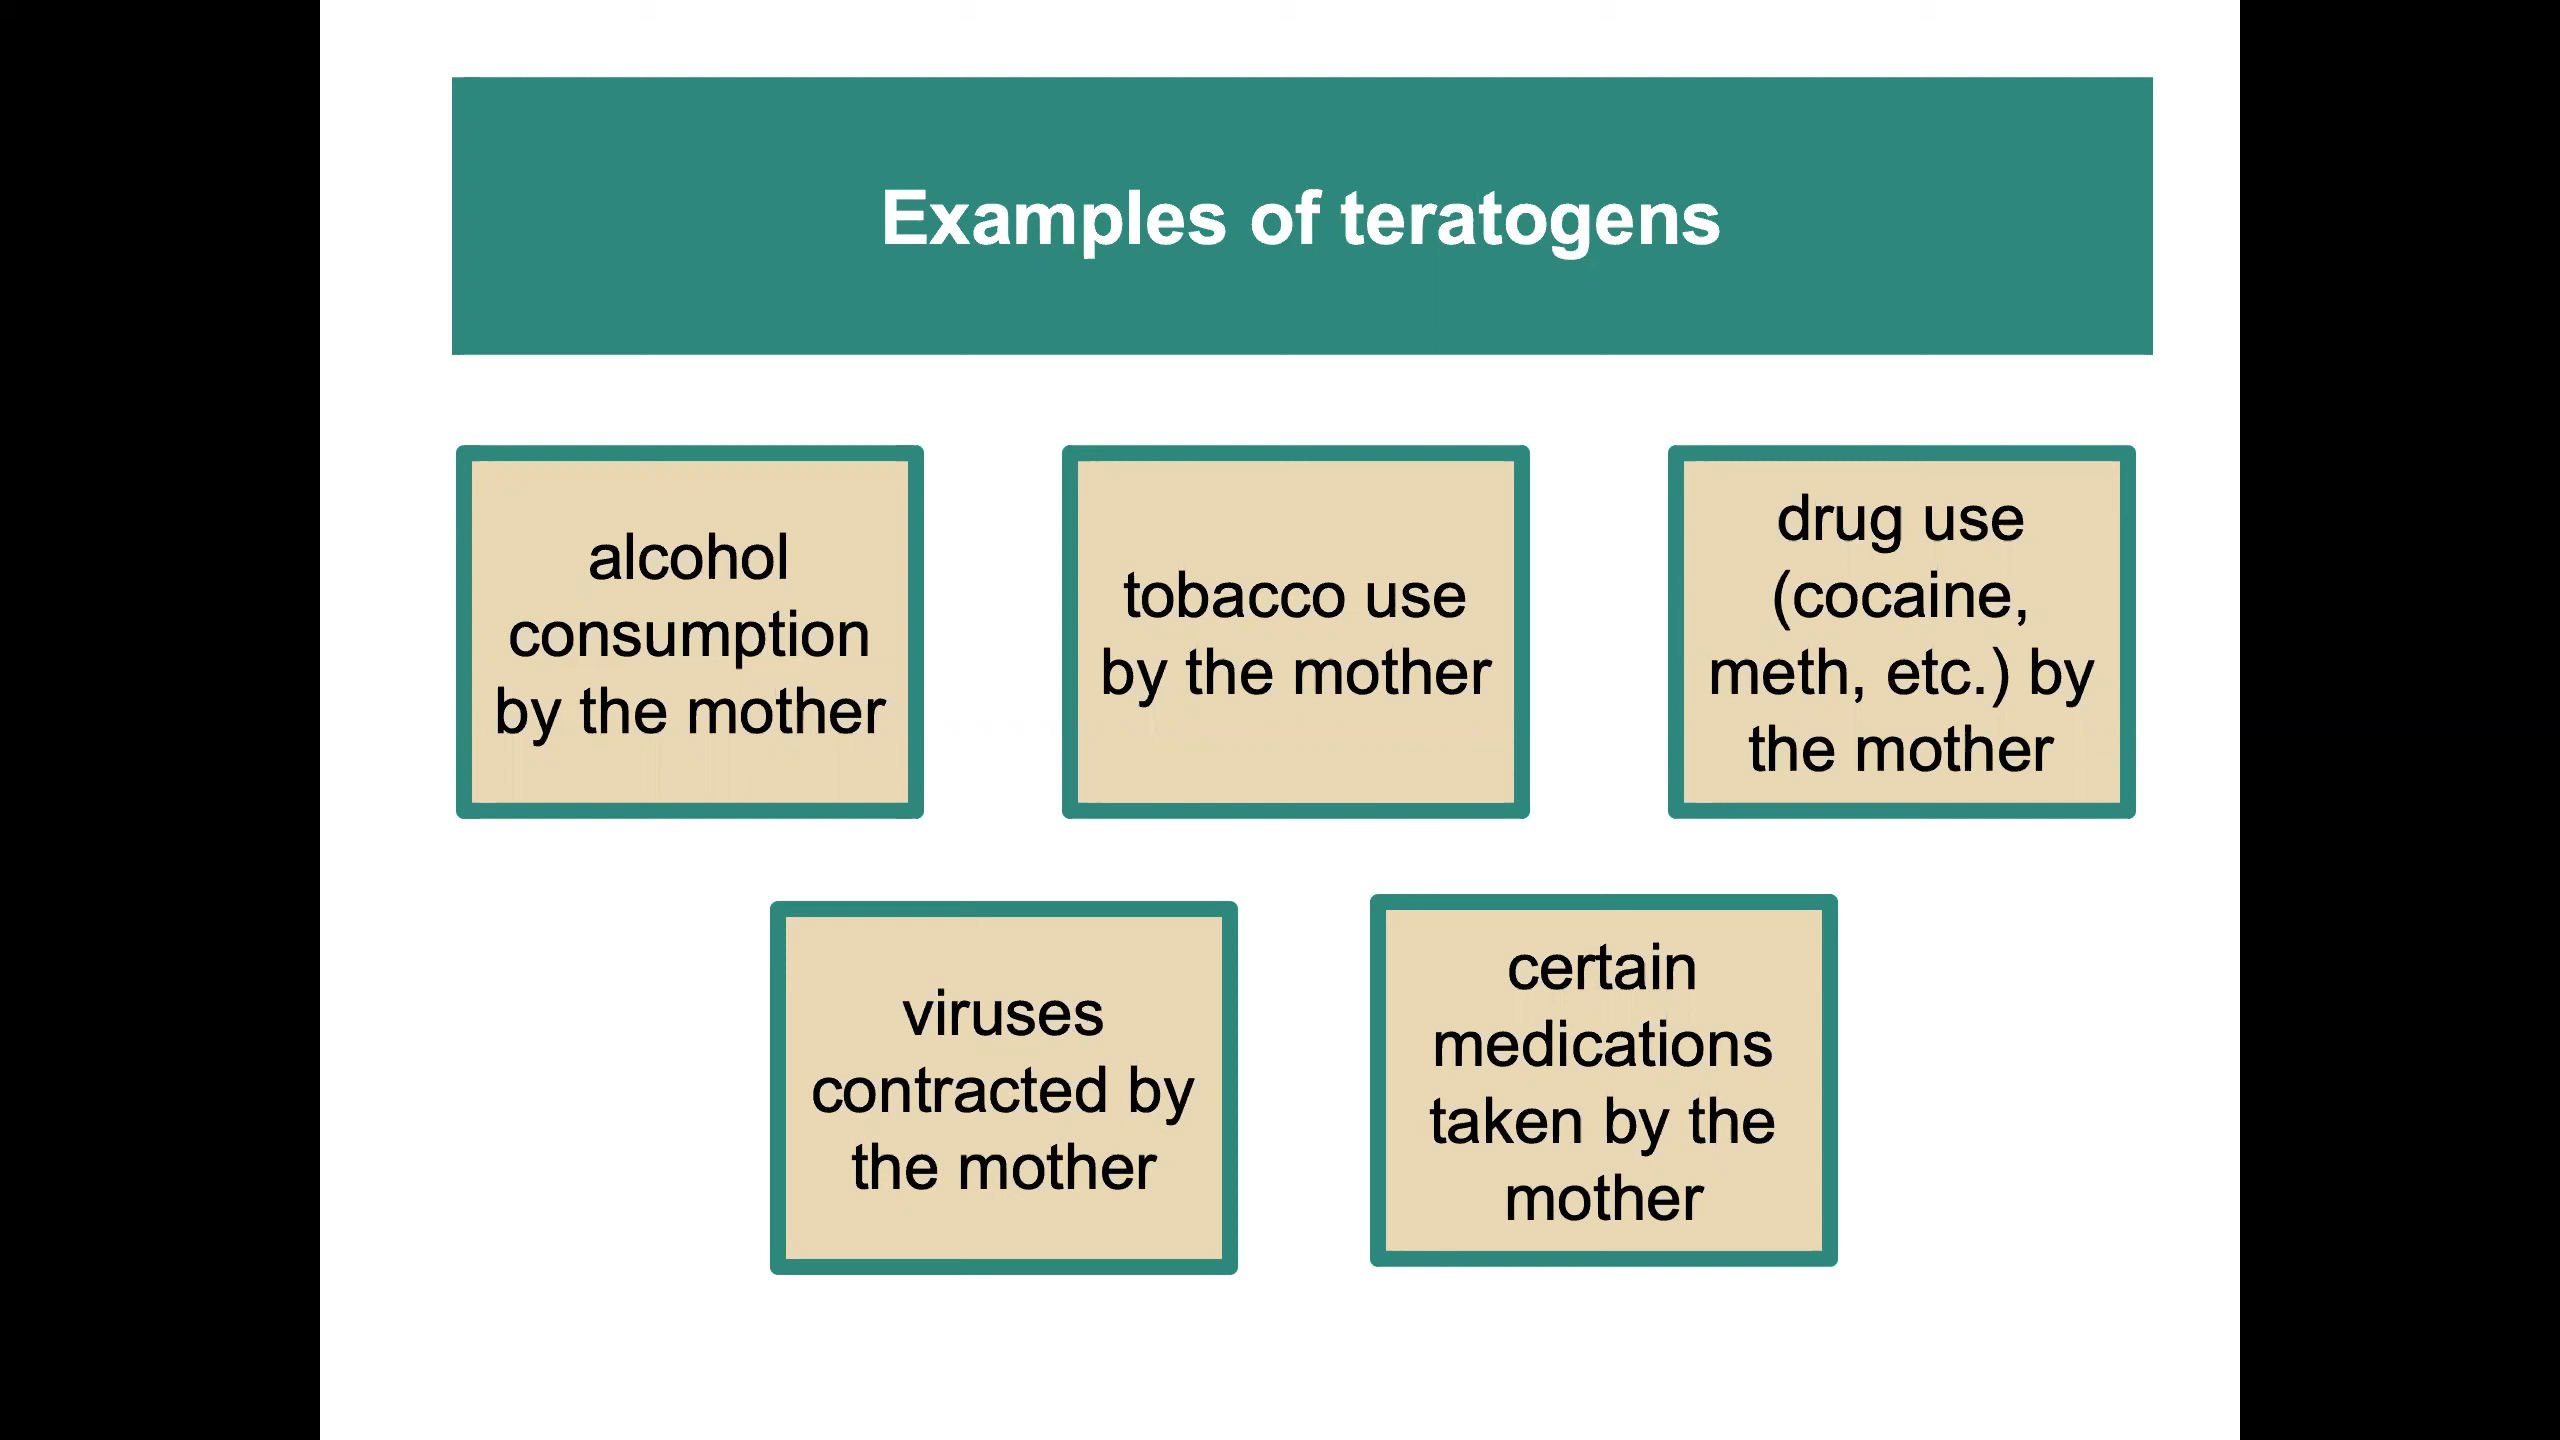 Examples of teratogens
alcohol
consumption
by the mother
tobacco use
by the mother
drug use
(cocaine,
meth, etc.) by
the mother
viruses
contracted by
the mother
certain
medications
taken by the
mother